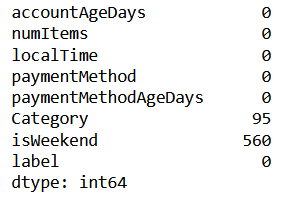 accountAgeDays 0
numItems 0
localTime 0
paymentMethod 0
paymentMethodAgeDays 0
Category 95
isWeekend 560
label 0
dtype: int64